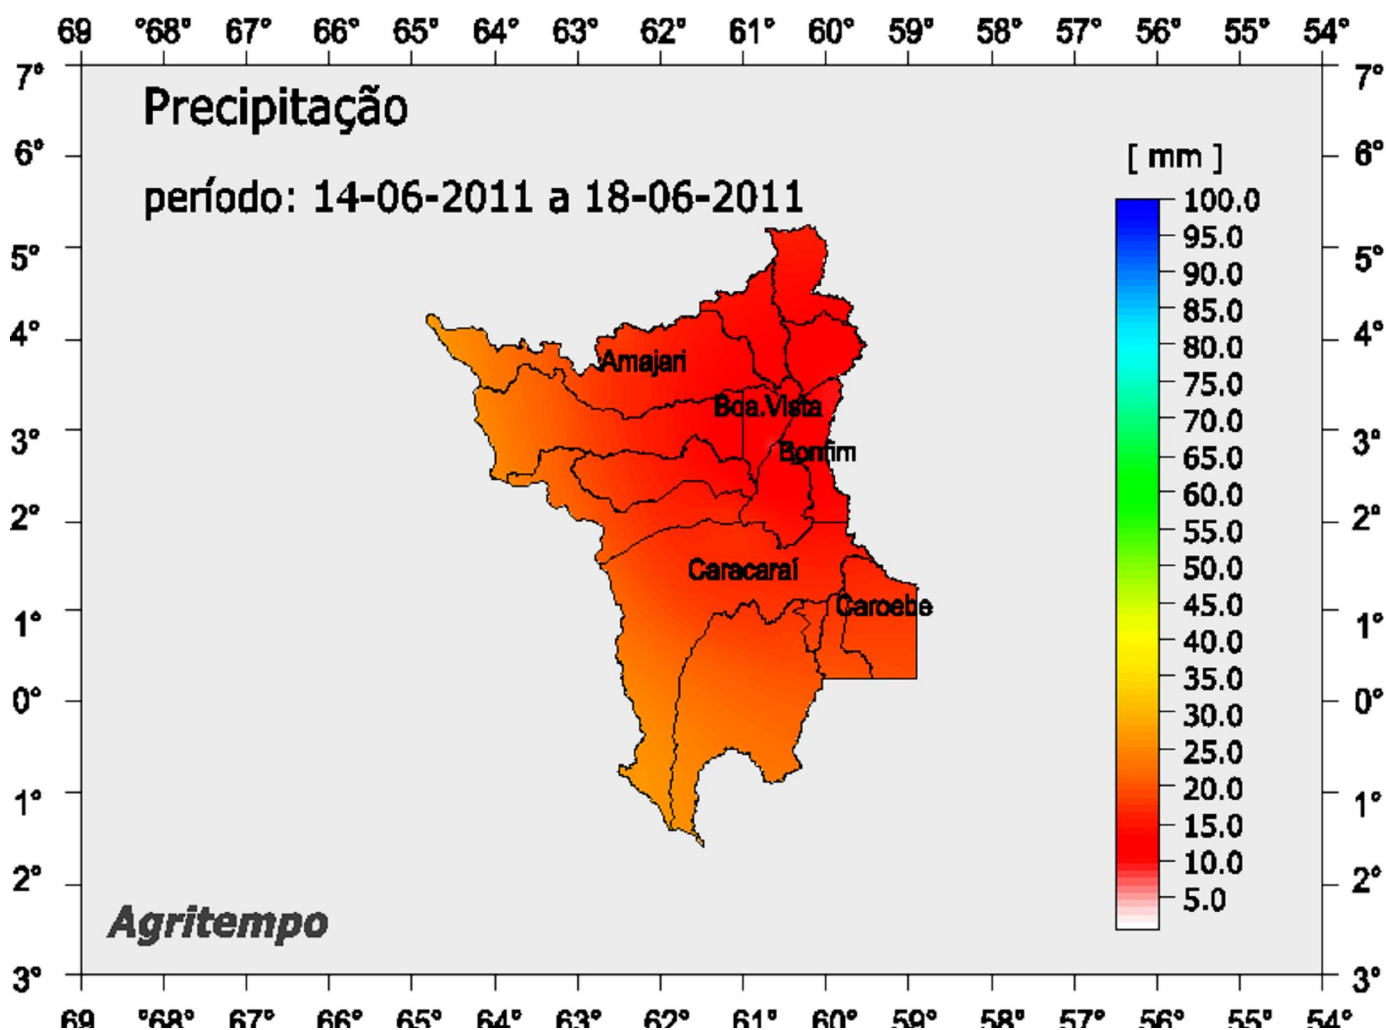 69 °68° 67° 66° 65° 64° 63° 62° 61° 60° 59° 58° 57° 56° 55° 54°
7° 7°
Precipitação
6° 6°
[ mm ]
período: 14-06-2011 a 18-06-2011
100.0
95.0
5° 5°
90.0
85.0
4° 4°
80.0
Amajari
75.0
Boa.Vista
70.0
3° 3°
Bonfim
65.0
60.0
2° 2°
55.0
Caracaraí
50.0
Caroebe
45.0
1° 1°
40.0
35.0
0° 0°
30.0
25.0
20.0
1° 1°
15.0
10.0
2° 2°
5.0
Agritempo
3° 3°
69 °68° 67° 66° 65° 64° 63° 62° 61° 60° 59° 58° 57° 56° 55° 54°